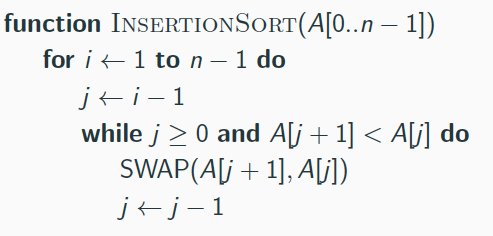 function INSERTIONSORT(A[0..n − 1])
for i ← 1 to n − 1 do
j ← i − 1
while j ≥ 0 and A[j + 1] < A[j] do
SWAP(A[j + 1], A[j])
j ← j − 1